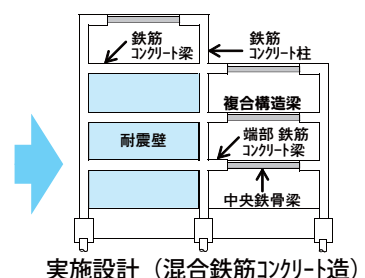 鉄筋
コンクリート梁
鉄筋
コンクリート柱
複合構造梁
耐震壁
端部 鉄筋
コンクリート梁
中央鉄骨梁
実施設計（混合鉄筋コンクリート造）